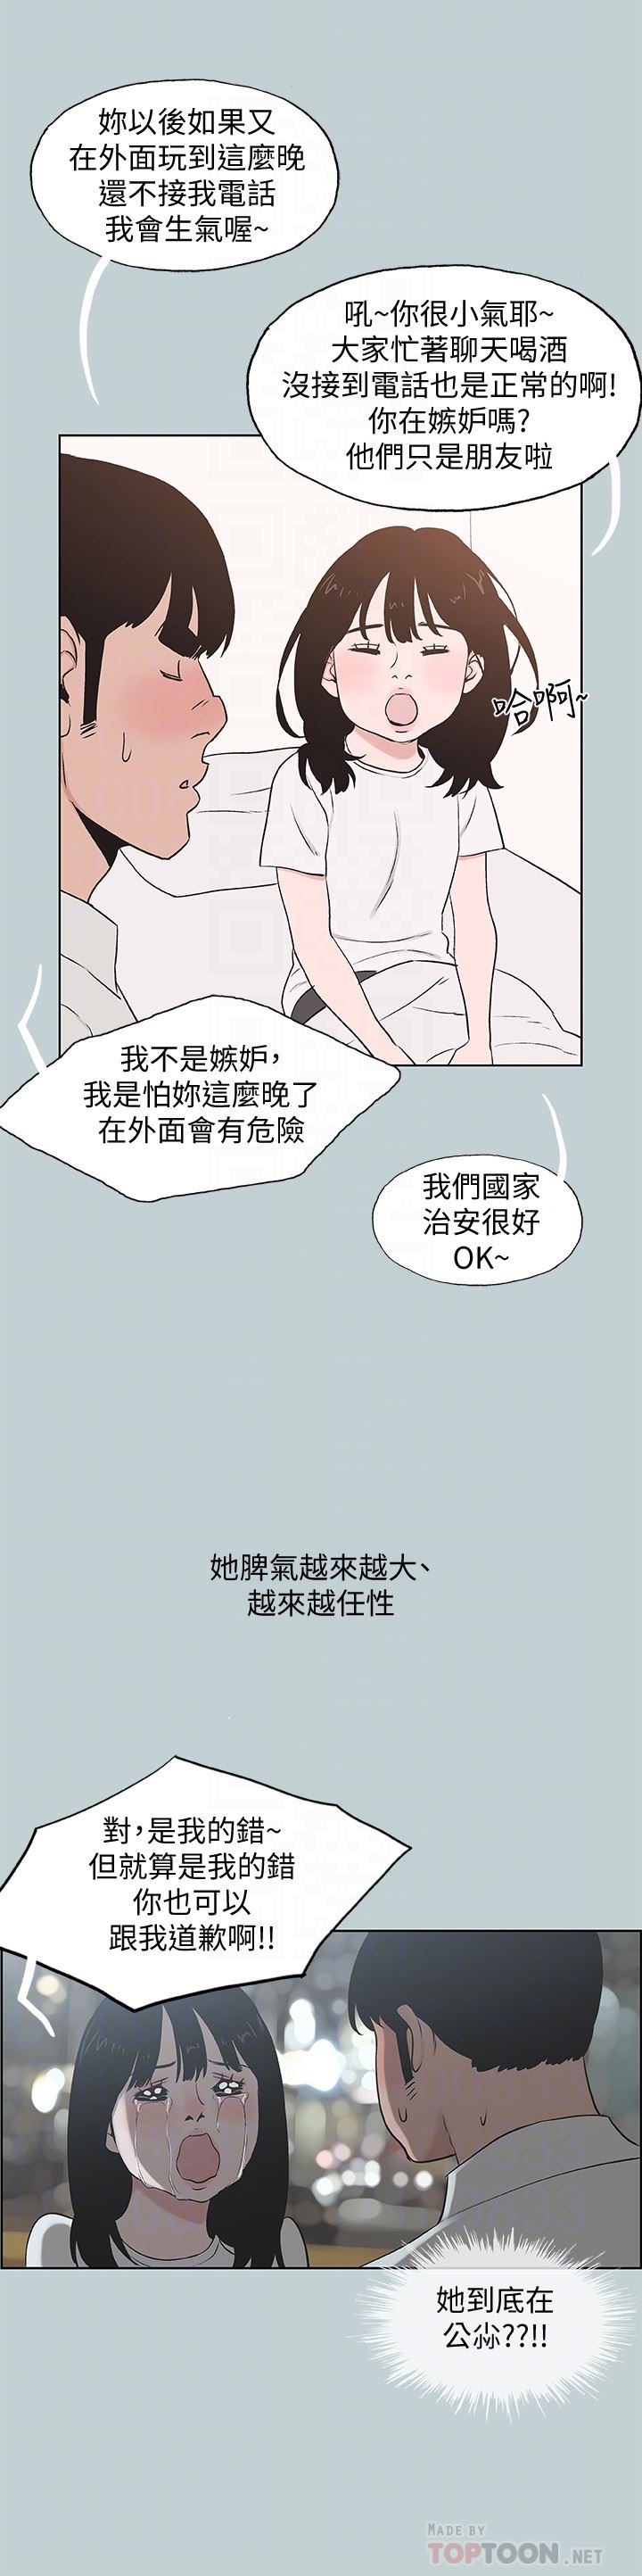 妳以後如果又
在外面玩到這麼晚
還不接我電話
我會生氣喔~
吼~你很小氣耶~
大家忙著聊天喝酒
沒接到電話也是正常的啊!
你在嫉妒嗎?
他們只是朋友啦
哈啊~
我不是嫉妒,
我是怕妳這麼晚了
在外面會有危險
我們國家
治安很好
OK~
她脾氣越來越大、
越來越任性
對,是我的錯~
但就算是我的錯
你也可以
跟我道歉啊!!
她到底在
公尛??!!
MADE BY
TOPTOON.NET